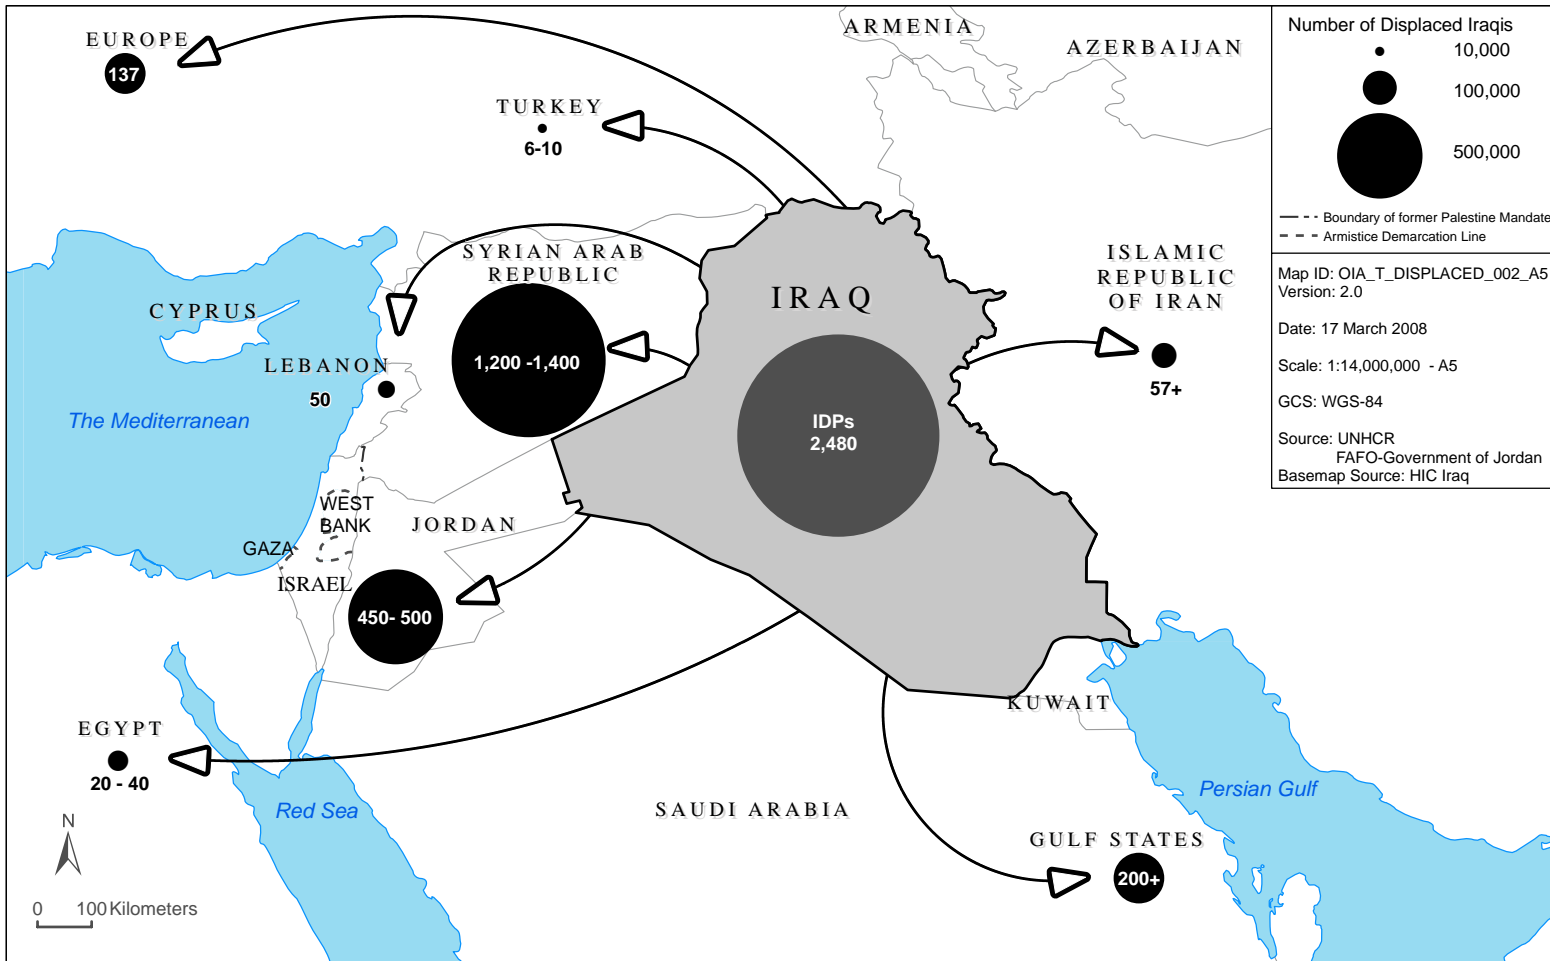 EUROPE
137
ARMENIA
AZERBAIJAN
TURKEY
6-10
SYRIAN ARAB
REPUBLIC
1,200 -1,400
IRAQ
IDPs
2,480
ISLAMIC
REPUBLIC
OF IRAN
57+
CYPRUS
LEBANON
50
The Mediterranean
WEST
BANK
GAZA
ISRAEL
JORDAN
450- 500
EGYPT
20 - 40
Red Sea
SAUDI ARABIA
KUWAIT
Persian Gulf
GULF STATES
200+
N
0 100 Kilometers
Number of Displaced Iraqis
10,000
100,000
500,000
Boundary of former Palestine Mandate
Armistice Demarcation Line
Map ID: OIA_T_DISPLACED_002_A5
Version: 2.0
Date: 17 March 2008
Scale: 1:14,000,000 - A5
GCS: WGS-84
Source: UNHCR
FAFO-Government of Jordan
Basemap Source: HIC Iraq